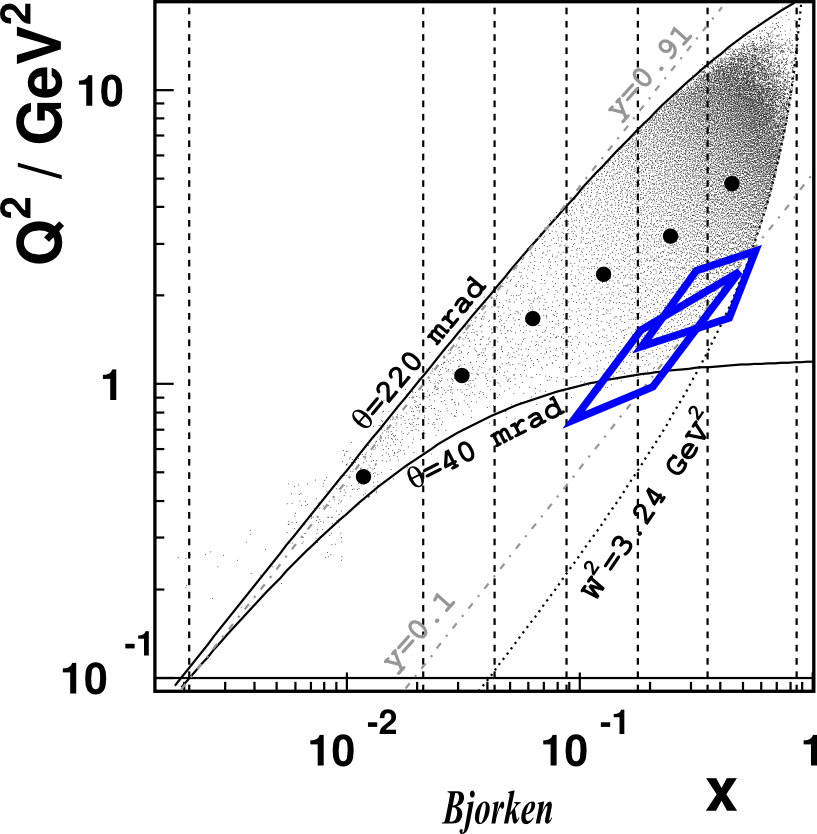 Q² / GeV²
10
1
10⁻¹
y=0.91
θ=220 mrad
θ=40 mrad
W²=3.24 GeV²
y=0.1
10⁻²
10⁻¹
1
Bjorken
x